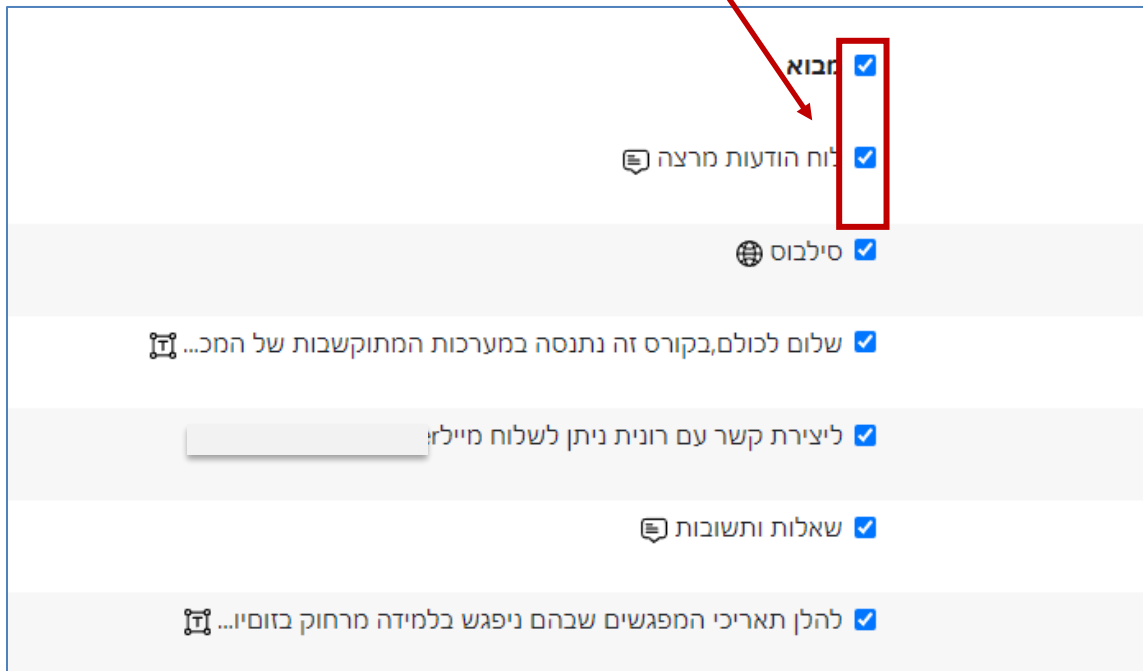 מבוא
לוח הודעות מרצה
סילבוס
שלום לכולם,בקורס זה נתנסה במערכות המתוקשבות של המכ...
ליצירת קשר עם רונית ניתן לשלוח מייל
שאלות ותשובות
להלן תאריכי המפגשים שבהם ניפגש בלמידה מרחוק בזוםיו...